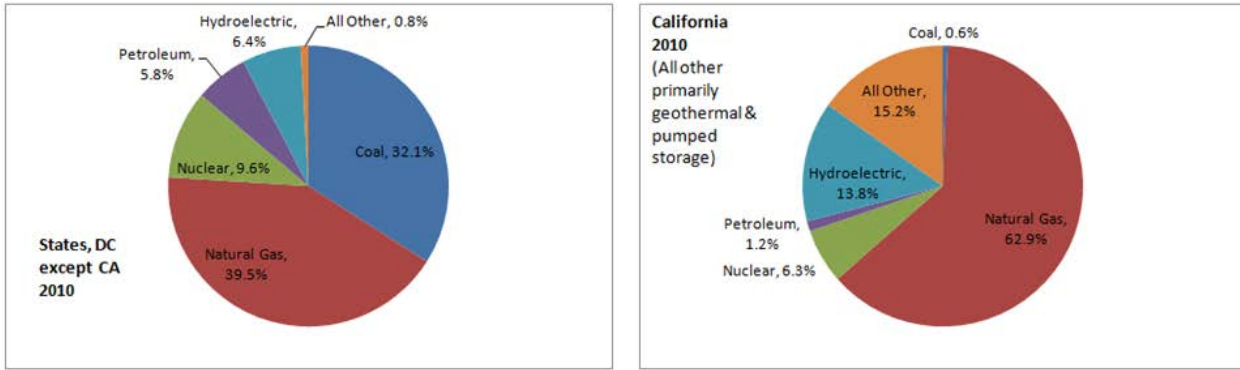 Hydroelectric,
6.4%
All Other, 0.8%
Petroleum,
5.8%
Coal, 32.1%
Nuclear, 9.6%
Natural Gas,
39.5%
States, DC
except CA
2010
California
2010
(All other
primarily
geothermal &
pumped
storage)
Coal, 0.6%
All Other,
15.2%
Hydroelectric,
13.8%
Petroleum,
1.2%
Natural Gas,
62.9%
Nuclear, 6.3%